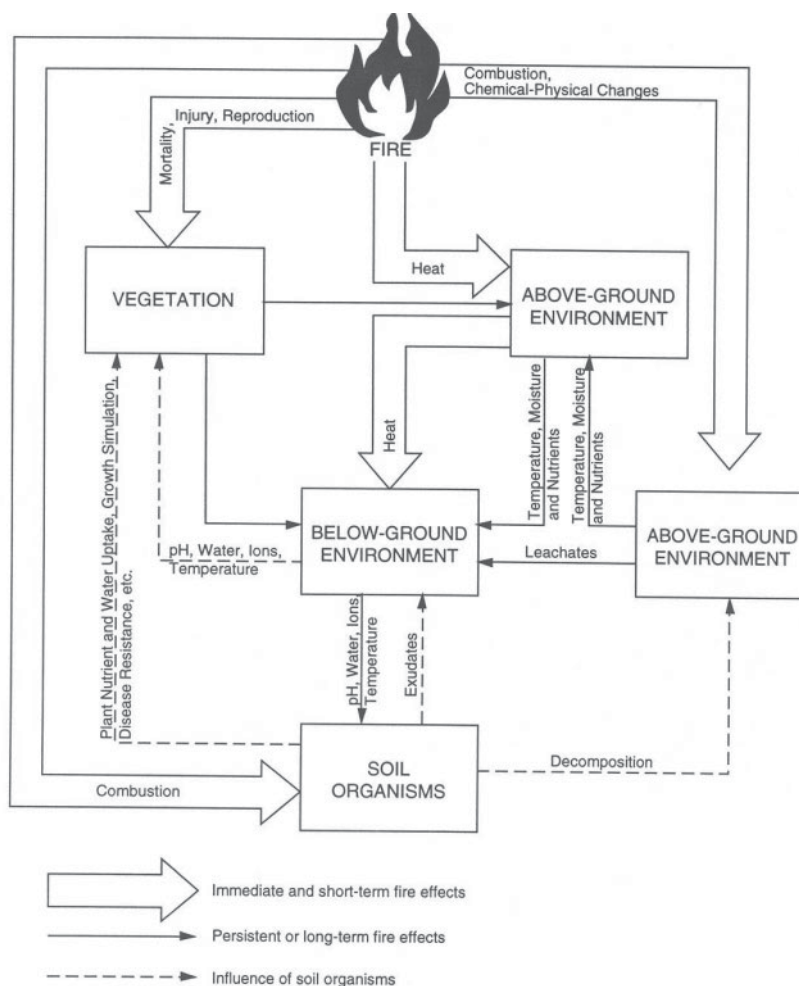 Combustion,
Chemical-Physical Changes
Injury, Reproduction
Mortality,
FIRE
Heat
VEGETATION
ABOVE-GROUND
ENVIRONMENT
Heat
Temperature, Moisture
and Nutrients
Temperature, Moisture
and Nutrients
Plant Nutrient and Water Uptake, Growth Simulation,
Disease Resistance, etc.
BELOW-GROUND
ENVIRONMENT
pH, Water, Ions,
Temperature
Leachates
ABOVE-GROUND
ENVIRONMENT
pH, Water, Ions
Temperature
Exudates
SOIL
ORGANISMS
Decomposition
Combustion
Immediate and short-term fire effects
Persistent or long-term fire effects
Influence of soil organisms